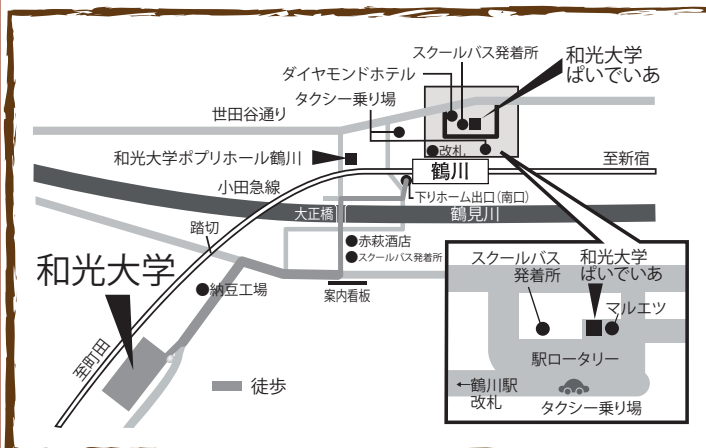 スクールバス発着所
和光大学
ぱいでいあ
ダイヤモンドホテル
タクシー乗り場
世田谷通り
改札
和光大学ポプリホール鶴川
鶴川
至新宿
小田急線
下りホーム出口（南口）
大正橋
鶴見川
踏切
赤萩酒店
スクールバス発着所
和光大学
納豆工場
案内看板
至町田
徒歩
スクールバス
発着所
和光大学
ぱいでいあ
マルエツ
駅ロータリー
←鶴川駅
改札
タクシー乗り場